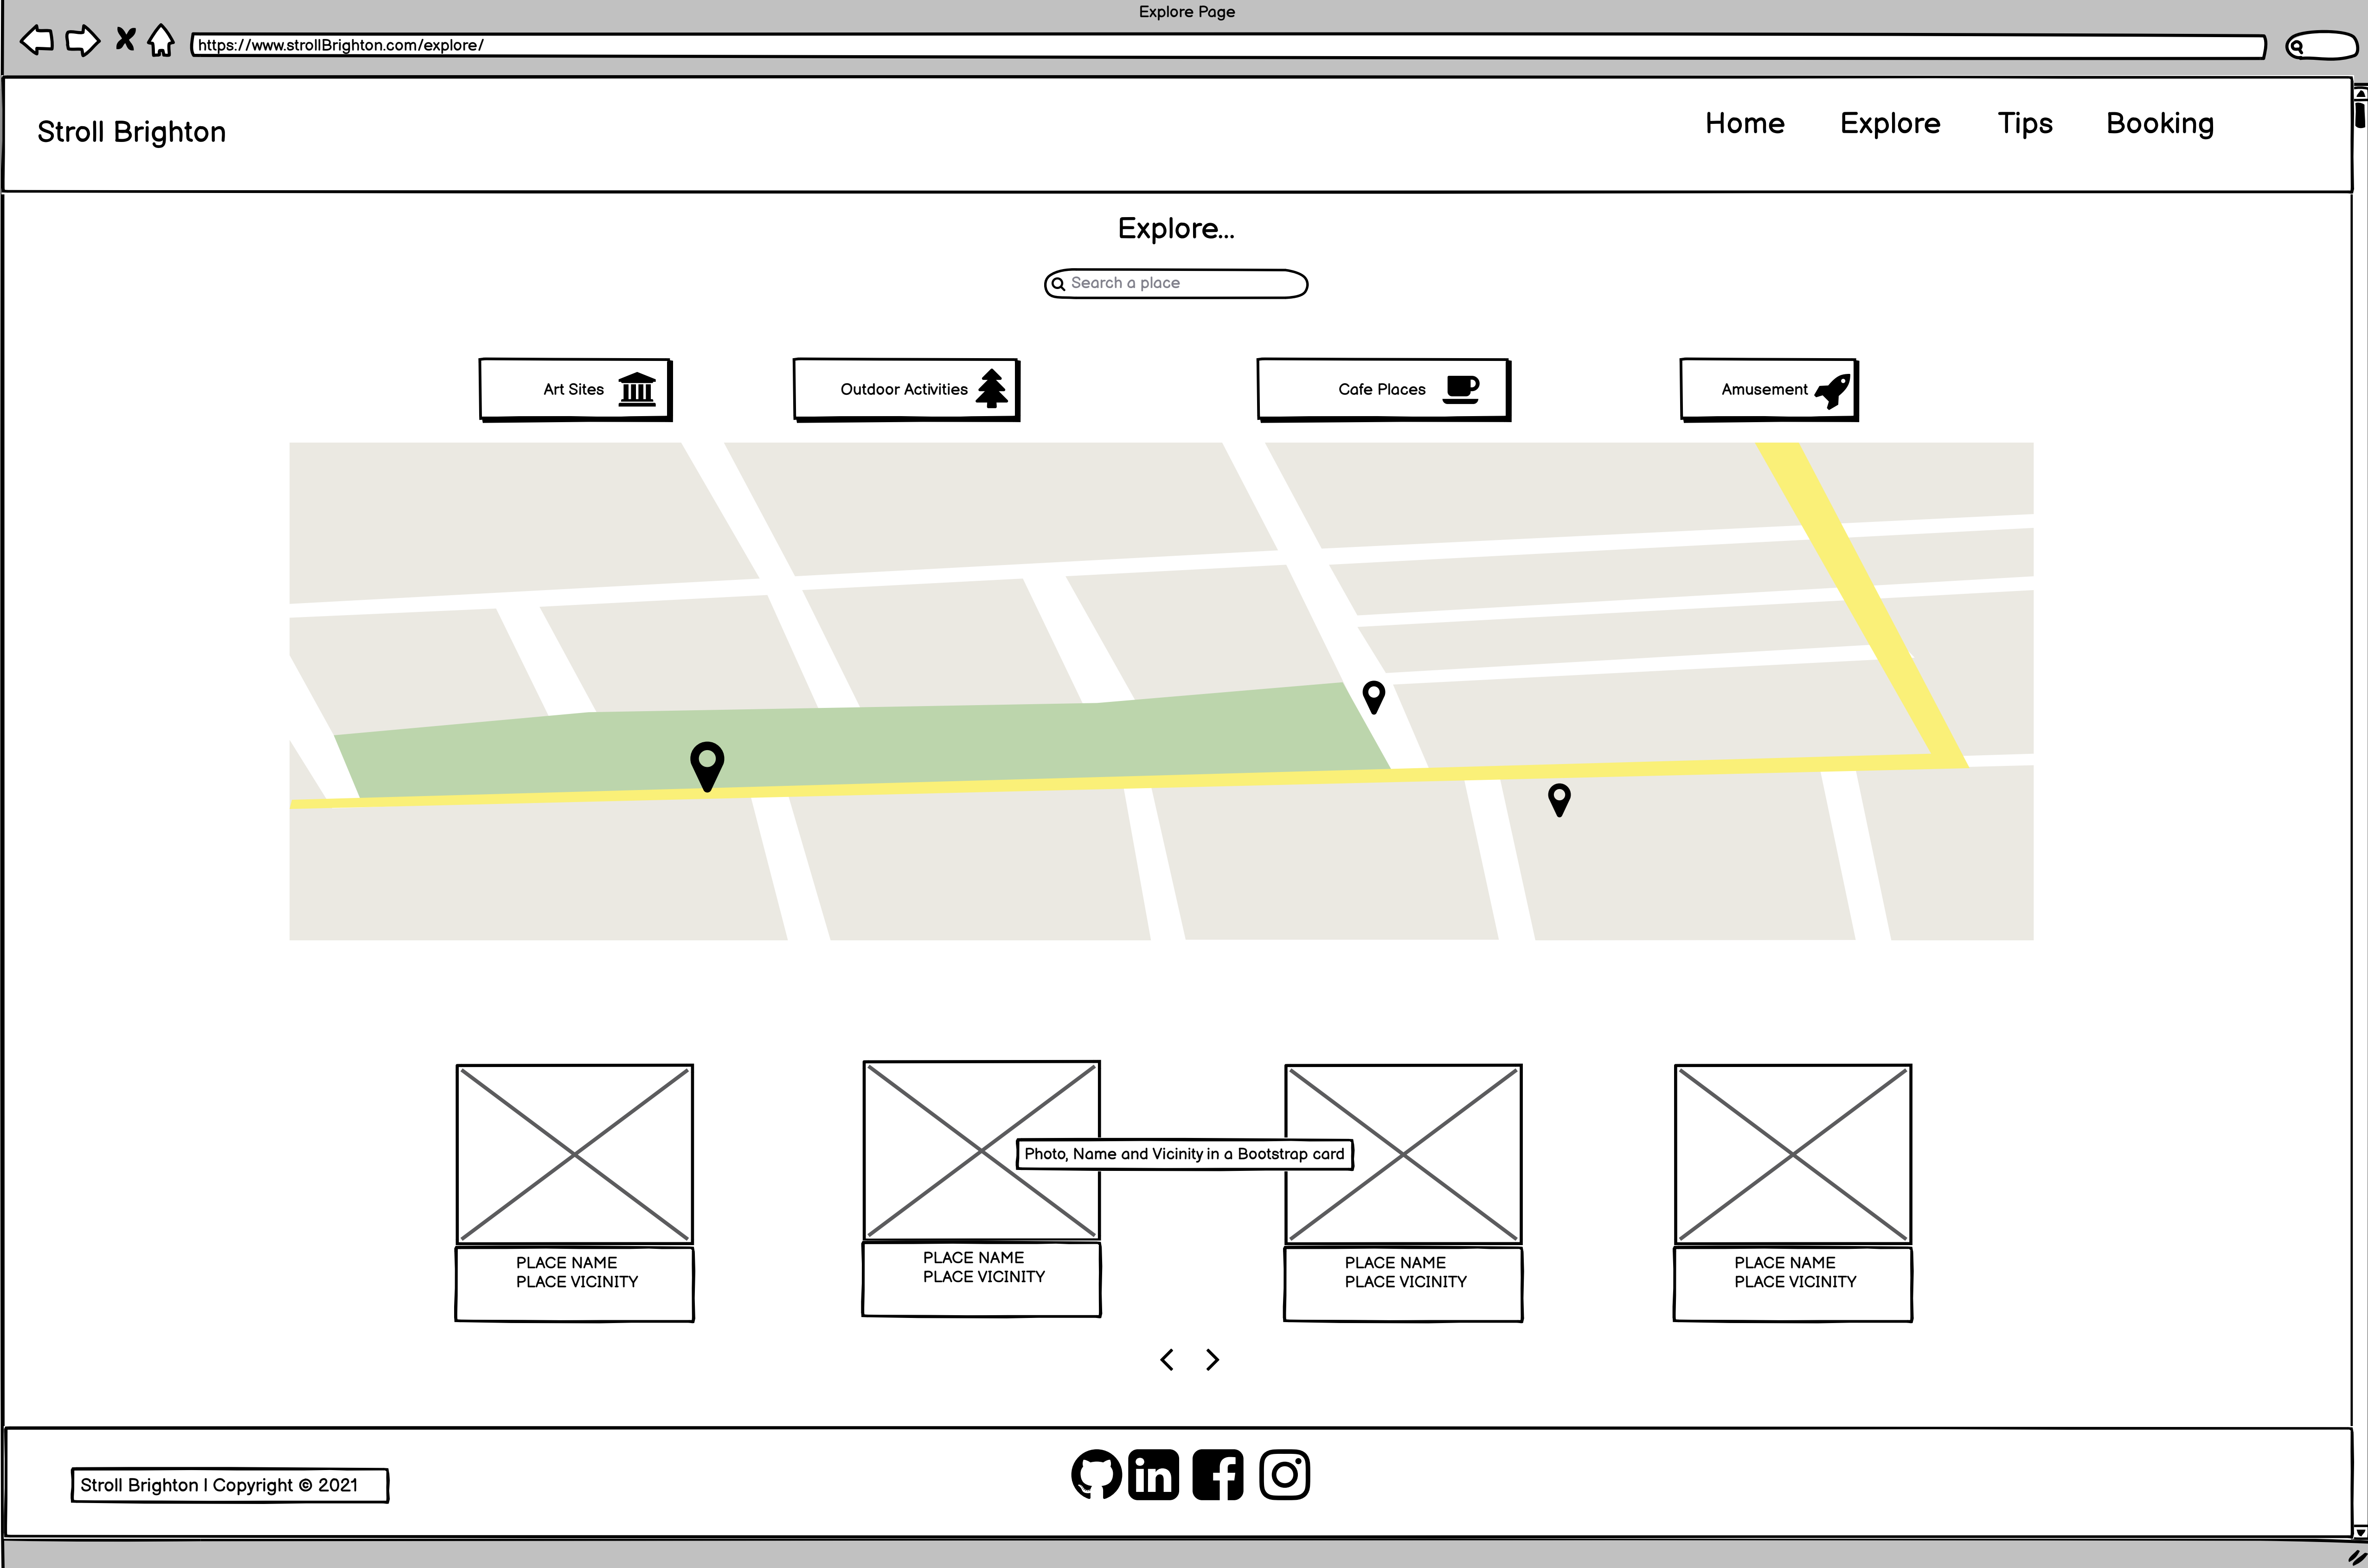 Explore Page
https://www.strollBrighton.com/explore/
Stroll Brighton
Home
Explore
Tips
Booking
Explore...
Search a place
Art Sites
Outdoor Activities
Cafe Places
Amusement
Photo, Name and Vicinity in a Bootstrap card
PLACE NAME
PLACE VICINITY
PLACE NAME
PLACE VICINITY
PLACE NAME
PLACE VICINITY
PLACE NAME
PLACE VICINITY
Stroll Brighton | Copyright © 2021